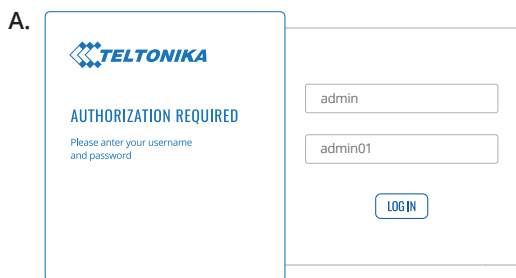 A.
TELTONIKA
AUTHORIZATION REQUIRED
Please anter your username
and password
admin
admin01
LOG IN